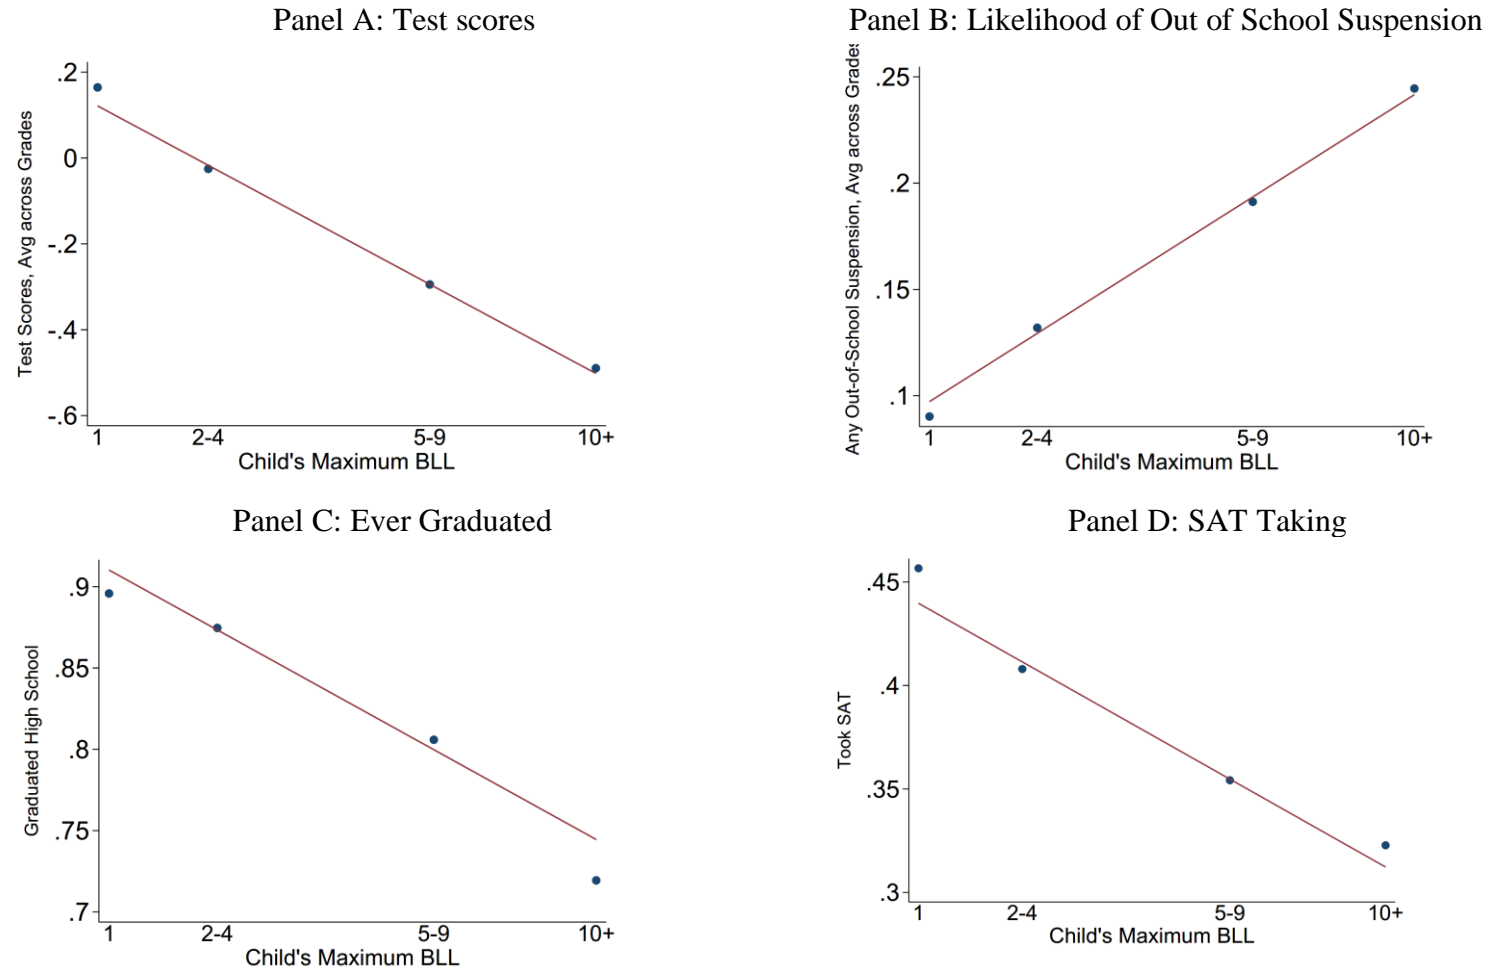 Panel A: Test scores
Test Scores, Avg across Grades
.2
0
-.2
-.4
-.6
1 2-4 5-9 10+
Child's Maximum BLL
Panel B: Likelihood of Out of School Suspension
Any Out-of-School Suspension, Avg across Grades
.25
.2
.15
.1
1 2-4 5-9 10+
Child's Maximum BLL
Panel C: Ever Graduated
Graduated High School
.9
.85
.8
.75
.7
1 2-4 5-9 10+
Child's Maximum BLL
Panel D: SAT Taking
Took SAT
.45
.4
.35
.3
1 2-4 5-9 10+
Child's Maximum BLL